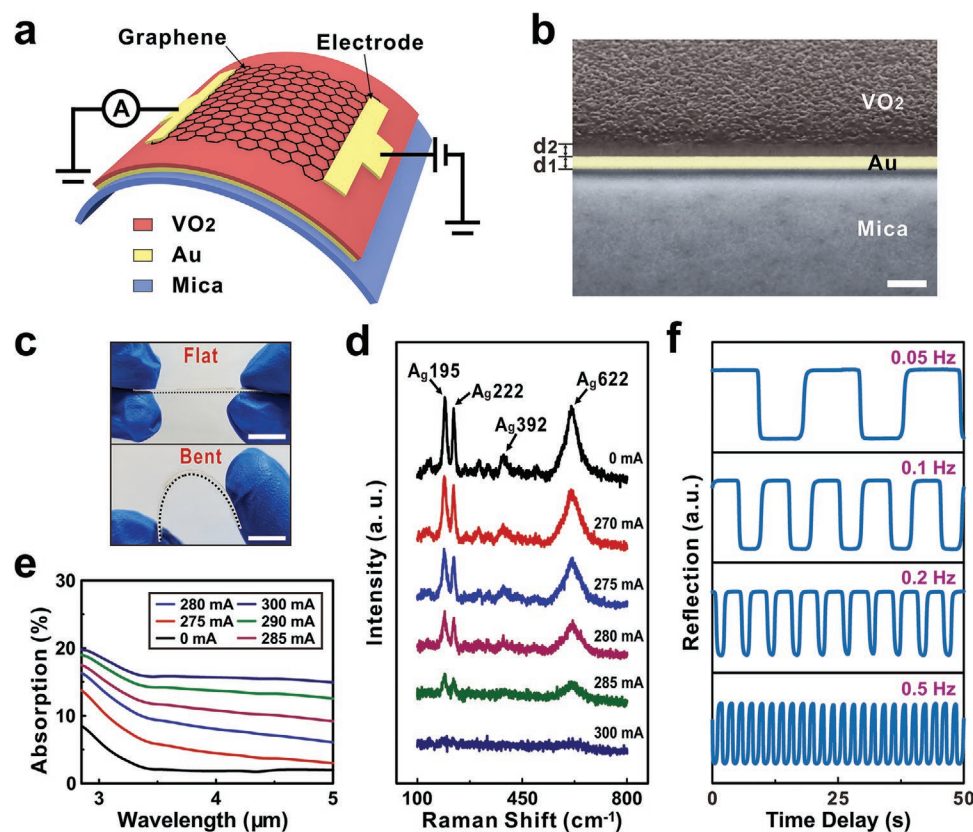 a
Graphene
Electrode
A
VO2
Au
Mica
b
VO2
d2
d1
Au
Mica
c
Flat
Bent
d
Ag195
Ag222
Ag392
Ag622
0 mA
270 mA
275 mA
280 mA
285 mA
300 mA
Intensity (a. u.)
100
450
800
Raman Shift (cm-1)
e
30
20
10
0
Absorption (%)
280 mA
300 mA
275 mA
290 mA
0 mA
285 mA
3
4
5
Wavelength (μm)
f
0.05 Hz
0.1 Hz
0.2 Hz
0.5 Hz
Reflection (a.u.)
0
25
50
Time Delay (s)